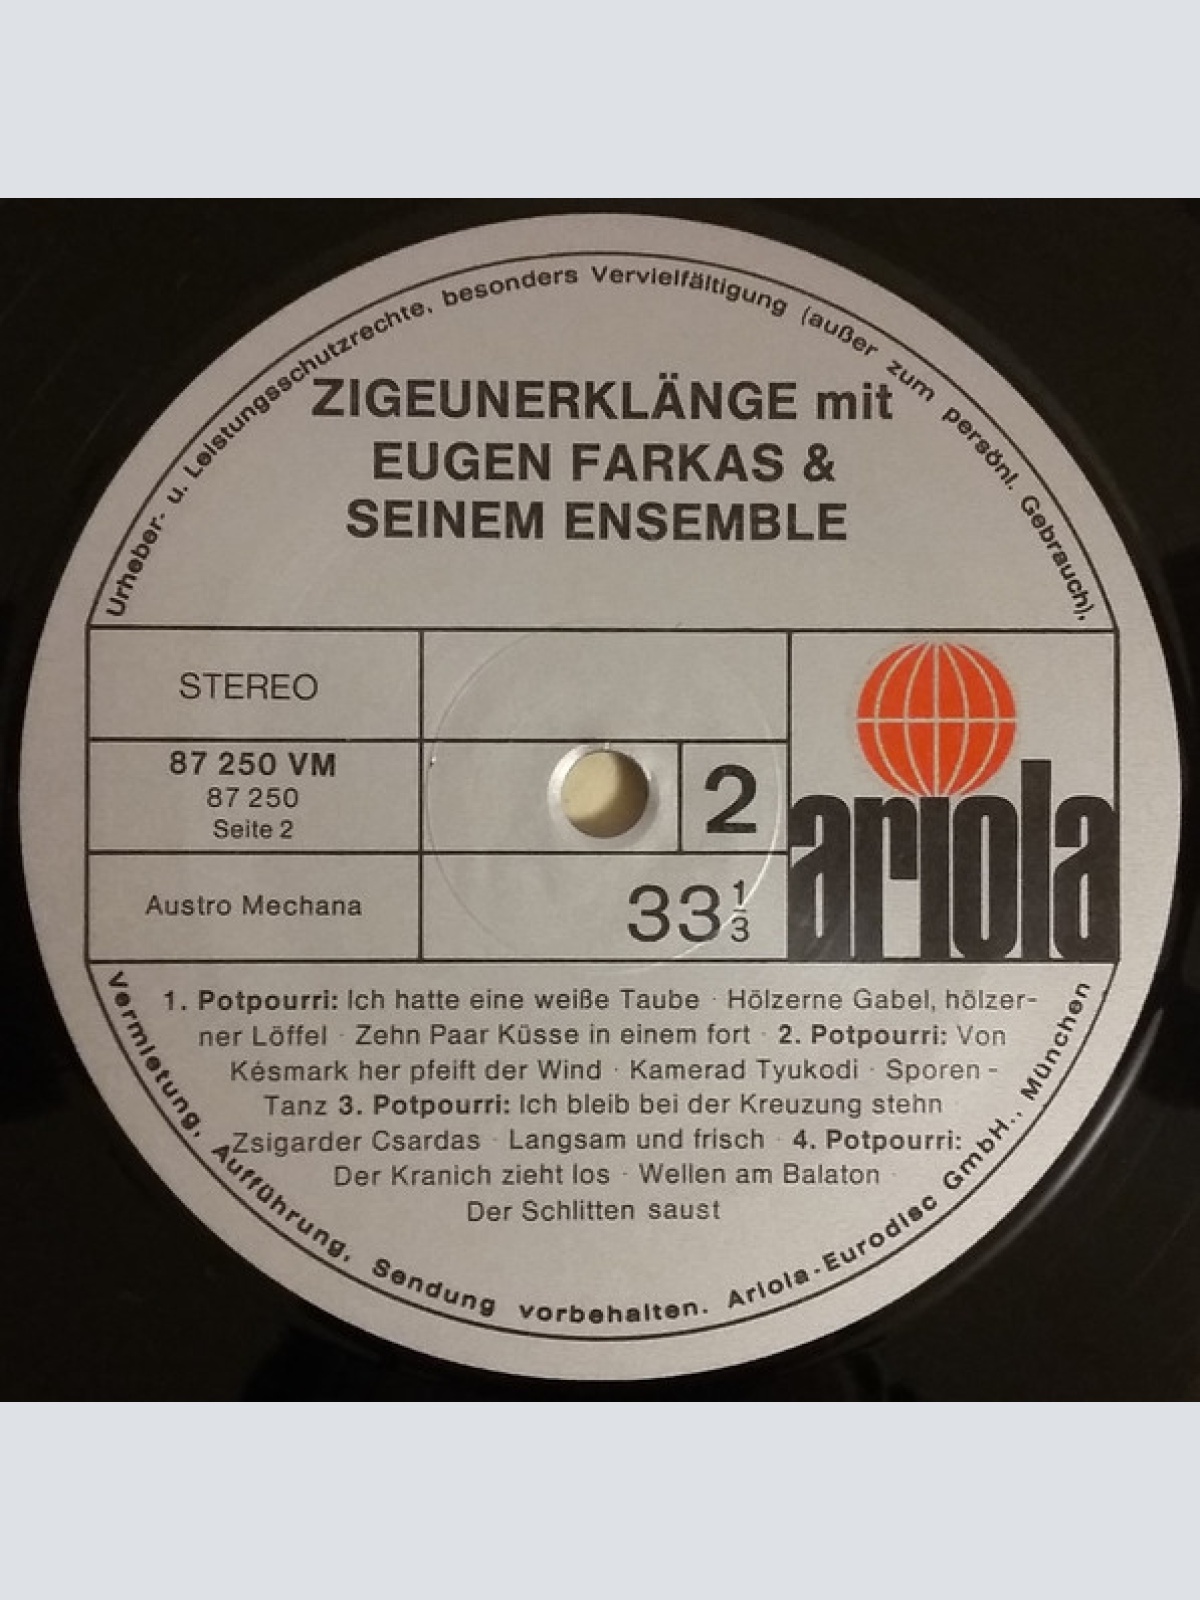 Urheber- u. Leistungsschutzrechte, besonders Vervielfältigung (außer zum persönl. Gebrauch),
ZIGEUNERKLÄNGE mit
EUGEN FARKAS &
SEINEM ENSEMBLE
STEREO
87 250 VM
87 250
Seite 2
2
Austro Mechana
33 1/3
ariola
1. Potpourri: Ich hatte eine weiße Taube · Hölzerne Gabel, hölzer-
ner Löffel · Zehn Paar Küsse in einem fort · 2. Potpourri: Von
Késmark her pfeift der Wind · Kamerad Tyukodi · Sporen -
Tanz 3. Potpourri: Ich bleib bei der Kreuzung stehn
Zsigarder Csardas · Langsam und frisch · 4. Potpourri:
Der Kranich zieht los · Wellen am Balaton ·
Der Schlitten saust
Vermietung, Aufführung, Sendung vorbehalten. Ariola-Eurodisc GmbH., München